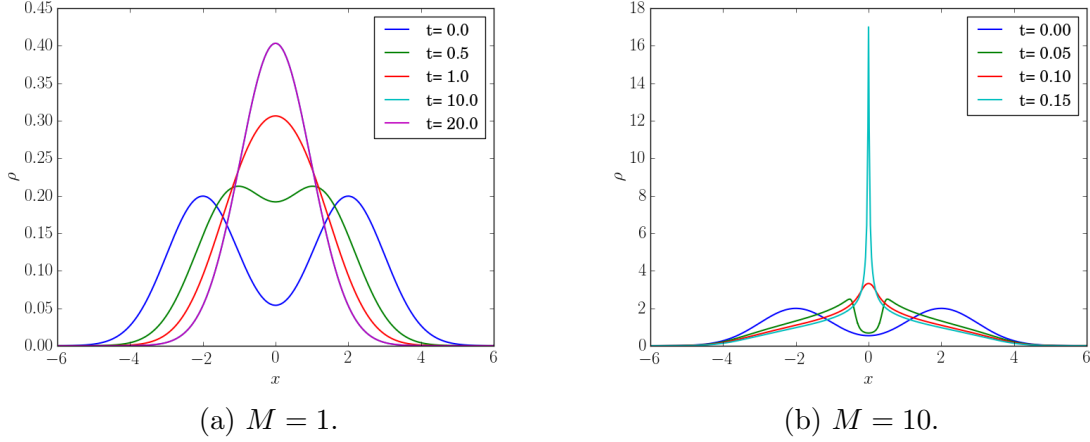 0.45
0.40
0.35
0.30
0.25
0.20
0.15
0.10
0.05
0.00
ρ
−6
−4
−2
0
2
4
6
x
t= 0.0
t= 0.5
t= 1.0
t= 10.0
t= 20.0
(a) M = 1.
18
16
14
12
10
8
6
4
2
0
ρ
−6
−4
−2
0
2
4
6
x
t= 0.00
t= 0.05
t= 0.10
t= 0.15
(b) M = 10.